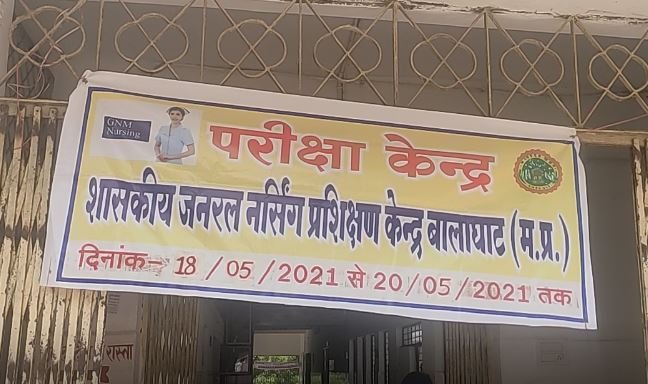 GNM
Nursing
परीक्षा केन्द्र
शासकीय जनरल नर्सिंग प्रशिक्षण केन्द्र बालाघाट (म.प्र.)
दिनांक- 18/05/2021 से 20/05/2021 तक
रास्ता